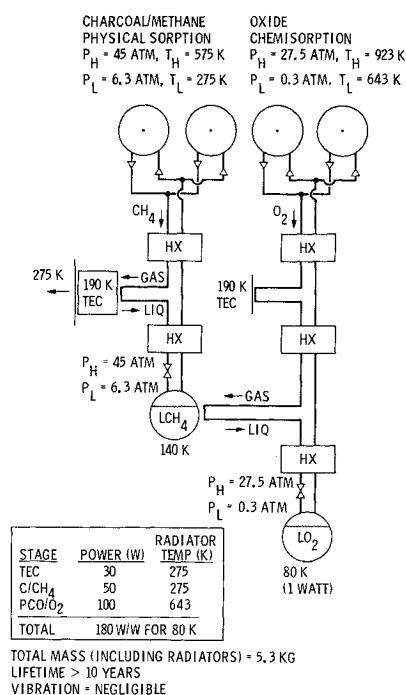 CHARCOAL/METHANE
PHYSICAL SORPTION
P_H = 45 ATM, T_H = 575 K
P_L = 6.3 ATM, T_L = 275 K
OXIDE
CHEMISORPTION
P_H = 27.5 ATM, T_H = 923 K
P_L = 0.3 ATM, T_L = 643 K
CH4
O2
HX
HX
275 K
190 K
TEC
GAS
LIQ
190 K
TEC
HX
HX
P_H = 45 ATM
P_L = 6.3 ATM
LCH4
140 K
GAS
LIQ
HX
P_H = 27.5 ATM
P_L = 0.3 ATM
LO2
80 K
(1 WATT)
STAGE POWER (W) RADIATOR TEMP (K)
TEC 30 275
C/CH4 50 275
PCO/O2 100 643
TOTAL 180 W/W FOR 80 K
TOTAL MASS (INCLUDING RADIATORS) = 5.3 KG
LIFETIME > 10 YEARS
VIBRATION = NEGLIGIBLE